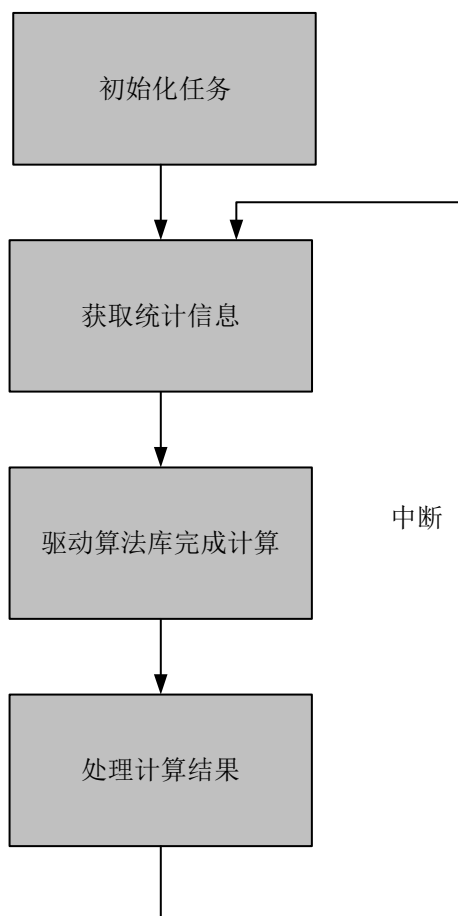 初始化任务
获取统计信息
驱动算法库完成计算
中断
处理计算结果